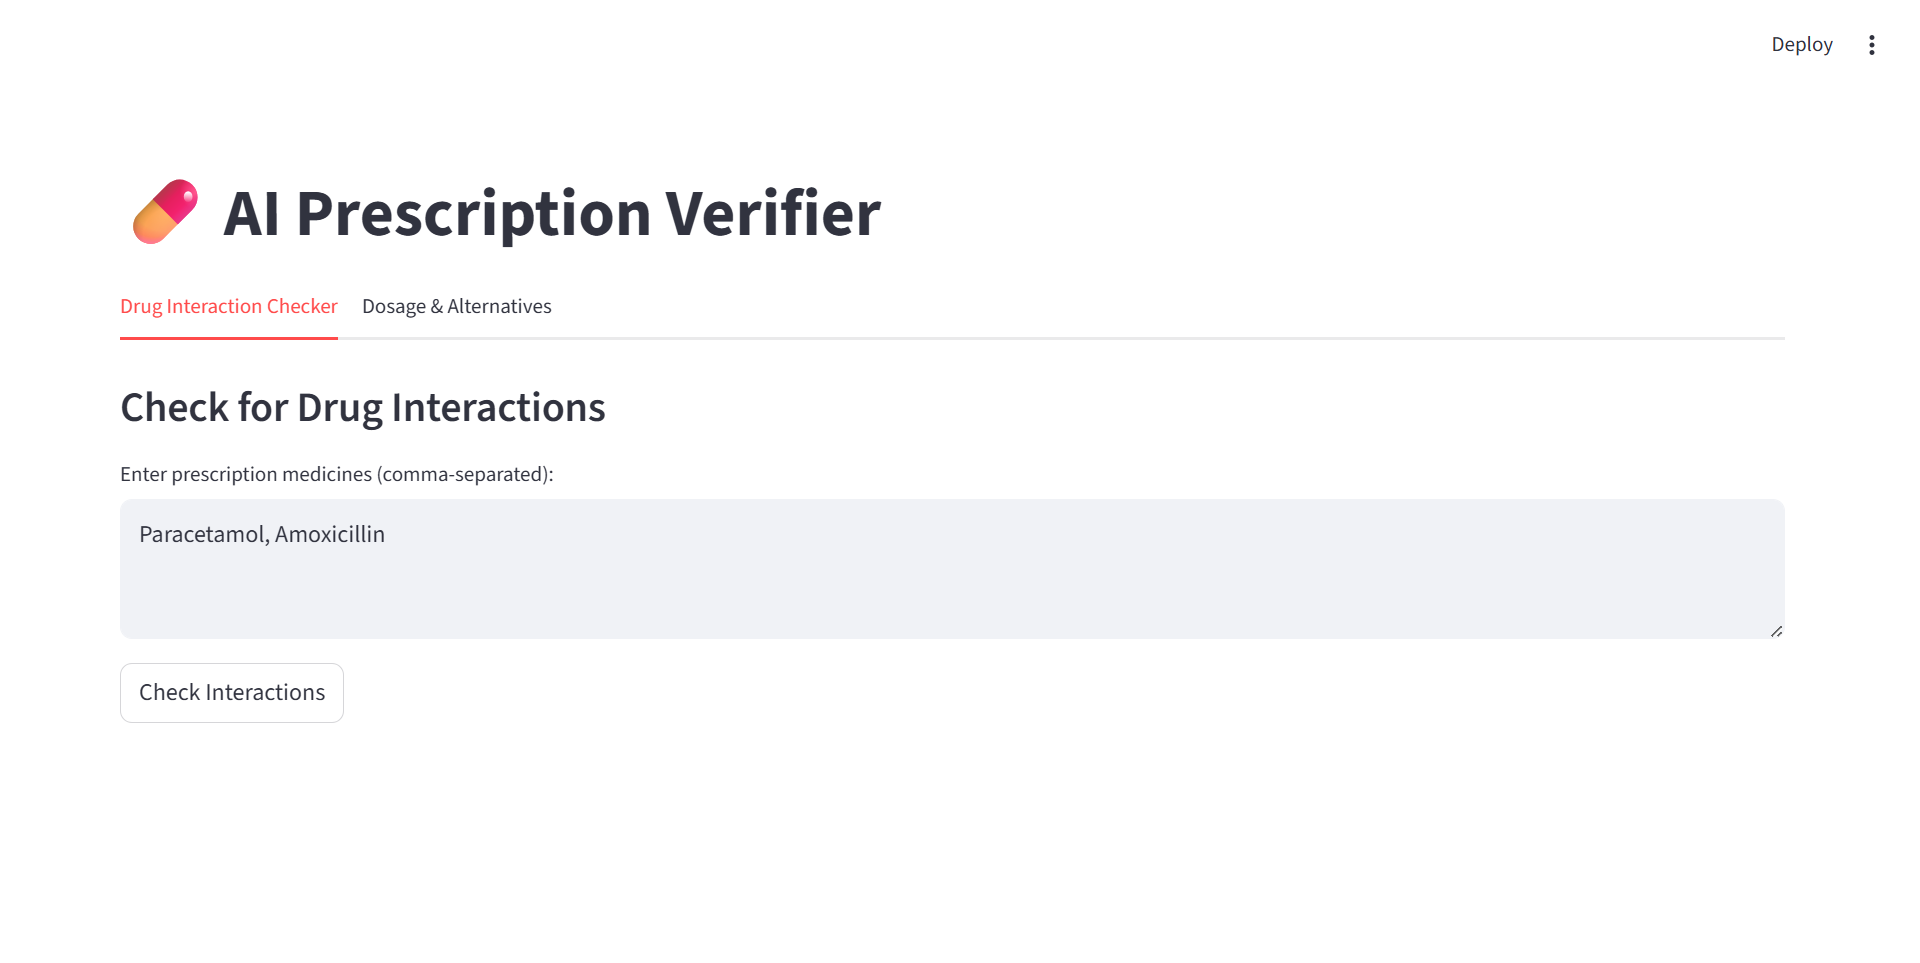 Deploy
AI Prescription Verifier
Drug Interaction Checker Dosage & Alternatives
Check for Drug Interactions
Enter prescription medicines (comma-separated):
Paracetamol, Amoxicillin
Check Interactions